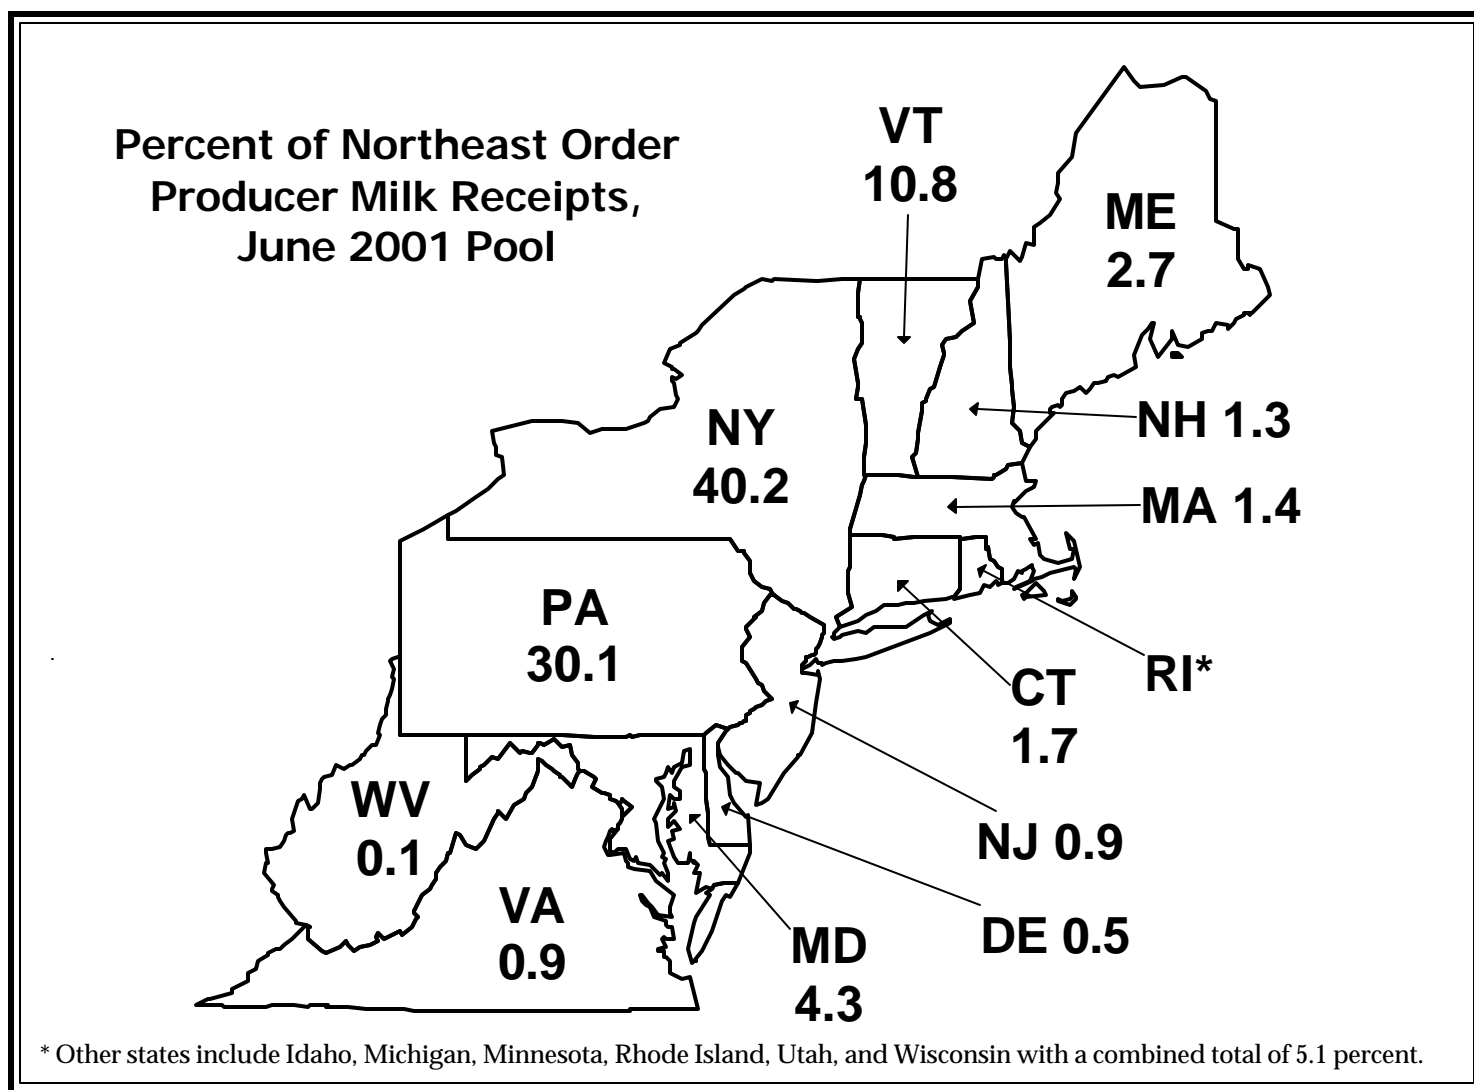 Percent of Northeast Order
Producer Milk Receipts,
June 2001 Pool
VT
10.8
ME
2.7
NY
40.2
NH 1.3
MA 1.4
PA
30.1
RI*
CT
1.7
WV
0.1
NJ 0.9
VA
0.9
DE 0.5
MD
4.3
* Other states include Idaho, Michigan, Minnesota, Rhode Island, Utah, and Wisconsin with a combined total of 5.1 percent.